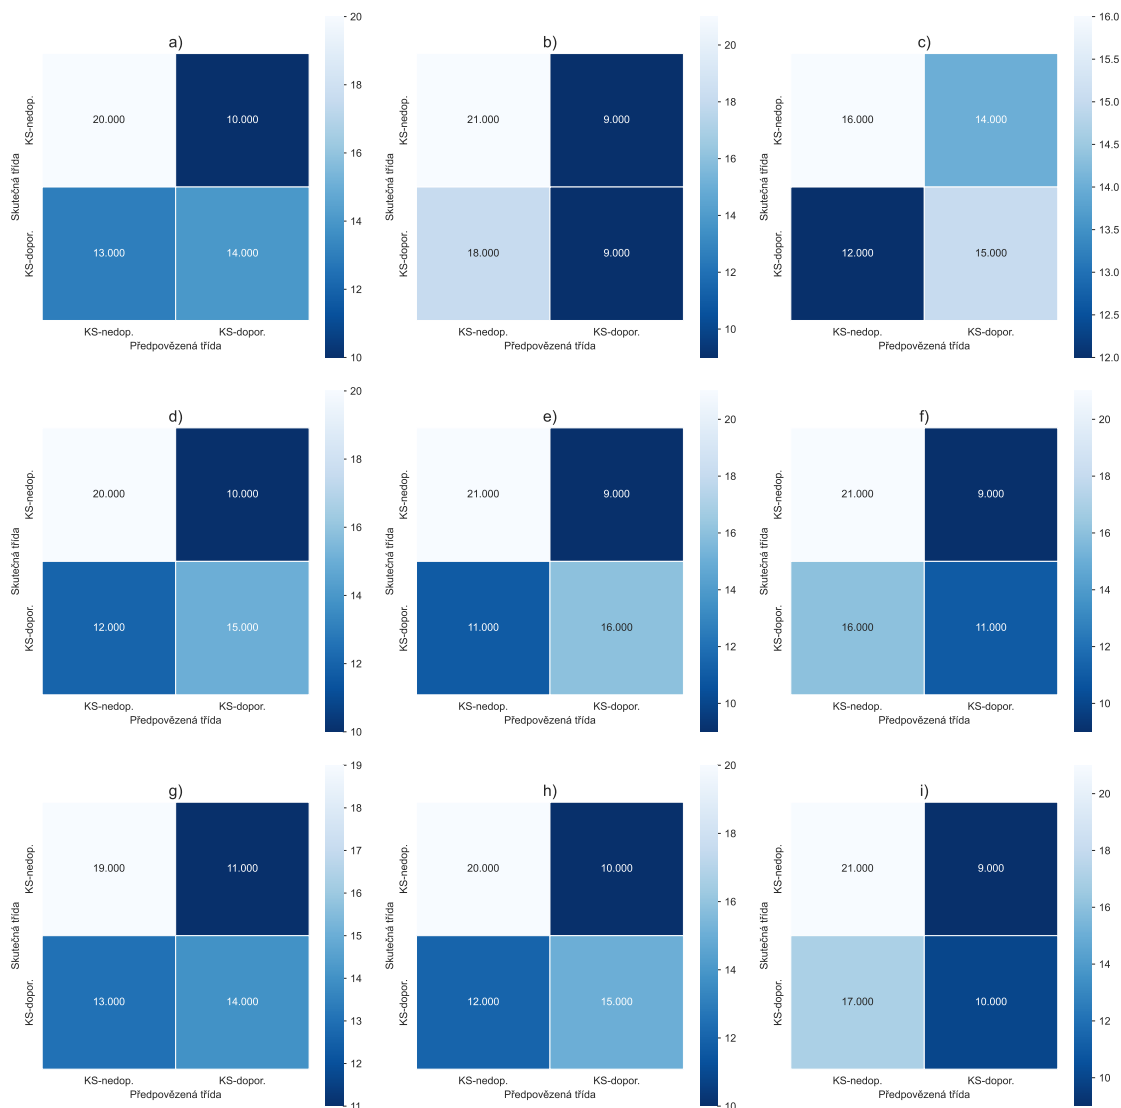 a)
20.000
10.000
13.000
14.000
KS-nedop.
KS-dopor.
Skutečná třída
KS-nedop.
KS-dopor.
Předpovězená třída
20
18
16
14
12
10
b)
21.000
9.000
18.000
9.000
KS-nedop.
KS-dopor.
Skutečná třída
KS-nedop.
KS-dopor.
Předpovězená třída
20
18
16
14
12
10
c)
16.000
14.000
12.000
15.000
KS-nedop.
KS-dopor.
Skutečná třída
KS-nedop.
KS-dopor.
Předpovězená třída
16.0
15.5
15.0
14.5
14.0
13.5
13.0
12.5
12.0
d)
20.000
10.000
12.000
15.000
KS-nedop.
KS-dopor.
Skutečná třída
KS-nedop.
KS-dopor.
Předpovězená třída
20
18
16
14
12
10
e)
21.000
9.000
11.000
16.000
KS-nedop.
KS-dopor.
Skutečná třída
KS-nedop.
KS-dopor.
Předpovězená třída
20
18
16
14
12
10
f)
21.000
9.000
16.000
11.000
KS-nedop.
KS-dopor.
Skutečná třída
KS-nedop.
KS-dopor.
Předpovězená třída
20
18
16
14
12
10
g)
19.000
11.000
13.000
14.000
KS-nedop.
KS-dopor.
Skutečná třída
KS-nedop.
KS-dopor.
Předpovězená třída
19
18
17
16
15
14
13
12
11
h)
20.000
10.000
12.000
15.000
KS-nedop.
KS-dopor.
Skutečná třída
KS-nedop.
KS-dopor.
Předpovězená třída
20
18
16
14
12
10
i)
21.000
9.000
17.000
10.000
KS-nedop.
KS-dopor.
Skutečná třída
KS-nedop.
KS-dopor.
Předpovězená třída
20
18
16
14
12
10